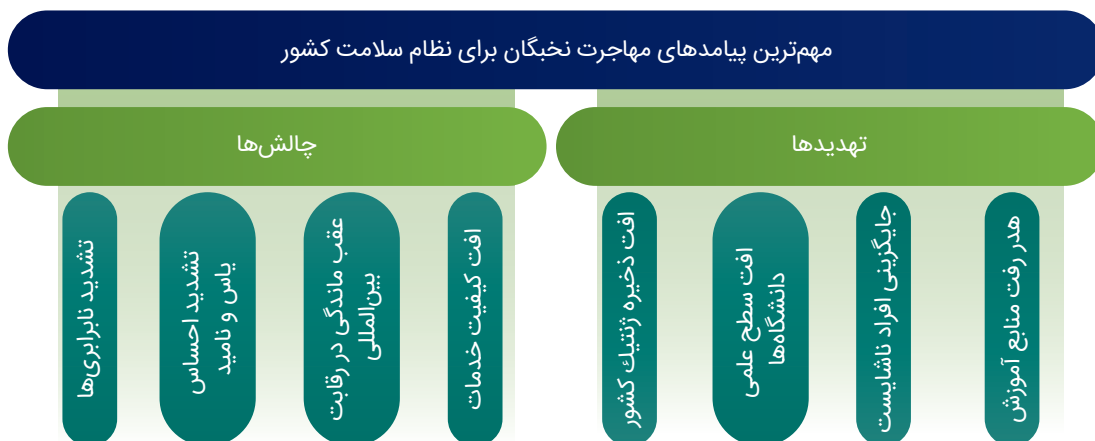 مهم‌ترین پیامدهای مهاجرت نخبگان برای نظام سلامت کشور
تهدیدها
چالش‌ها
هدر رفت منابع آموزش
جایگزینی افراد ناشایست
افت سطح علمی
دانشگاه‌ها
افت ذخیره ژنتیك کشور
افت کیفیت خدمات
عقب ماندگی در رقابت
بین‌المللی
تشدید احساس
یاس و نامید
تشدید نابرابری‌ها